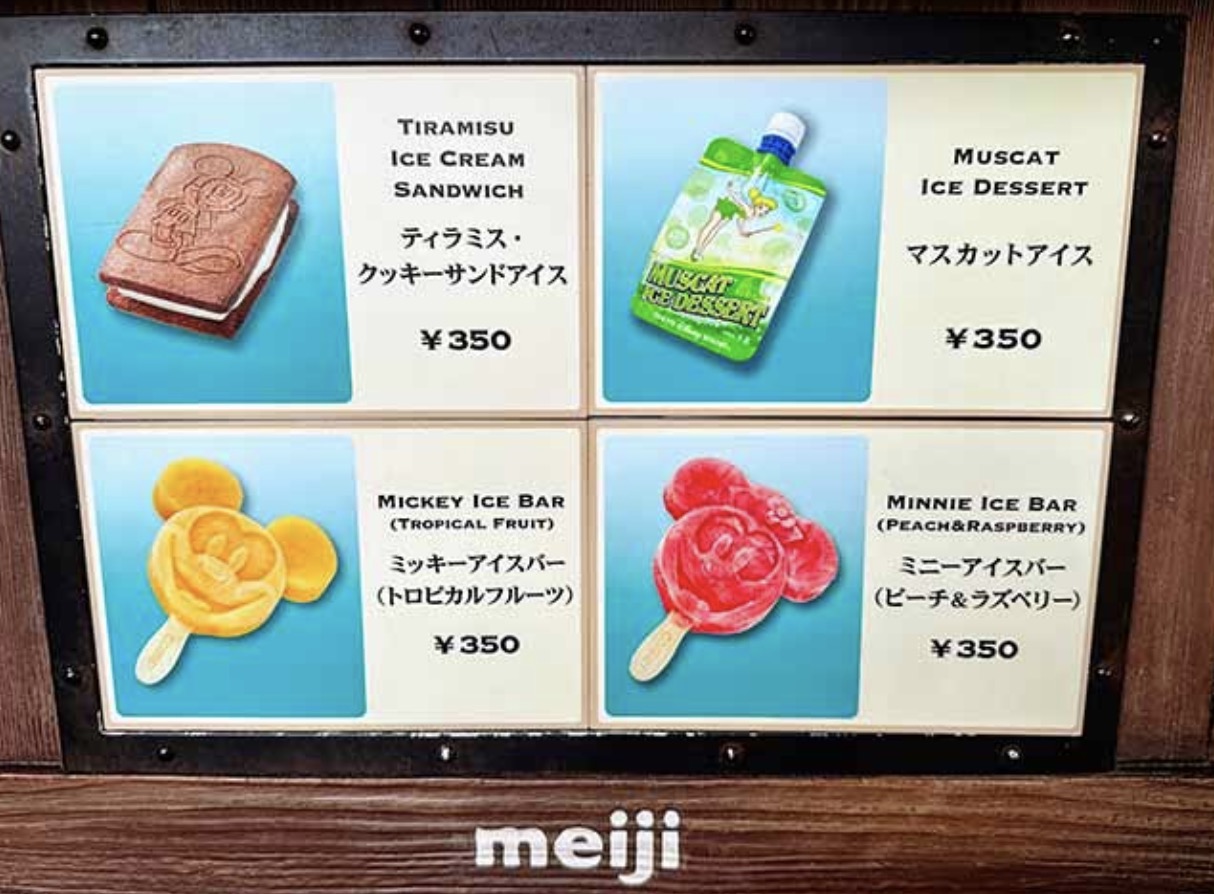 TIRAMISU
ICE CREAM
SANDWICH
ティラミス・
クッキーサンドアイス
¥350
MUSCAT
ICE DESSERT
MUSCAT
ICE DESSERT
マスカットアイス
¥350
MICKEY ICE BAR
(TROPICAL FRUIT)
ミッキーアイスバー
(トロピカルフルーツ)
¥350
MINNIE ICE BAR
(PEACH&RASPBERRY)
ミニーアイスバー
(ピーチ&ラズベリー)
¥350
meiji